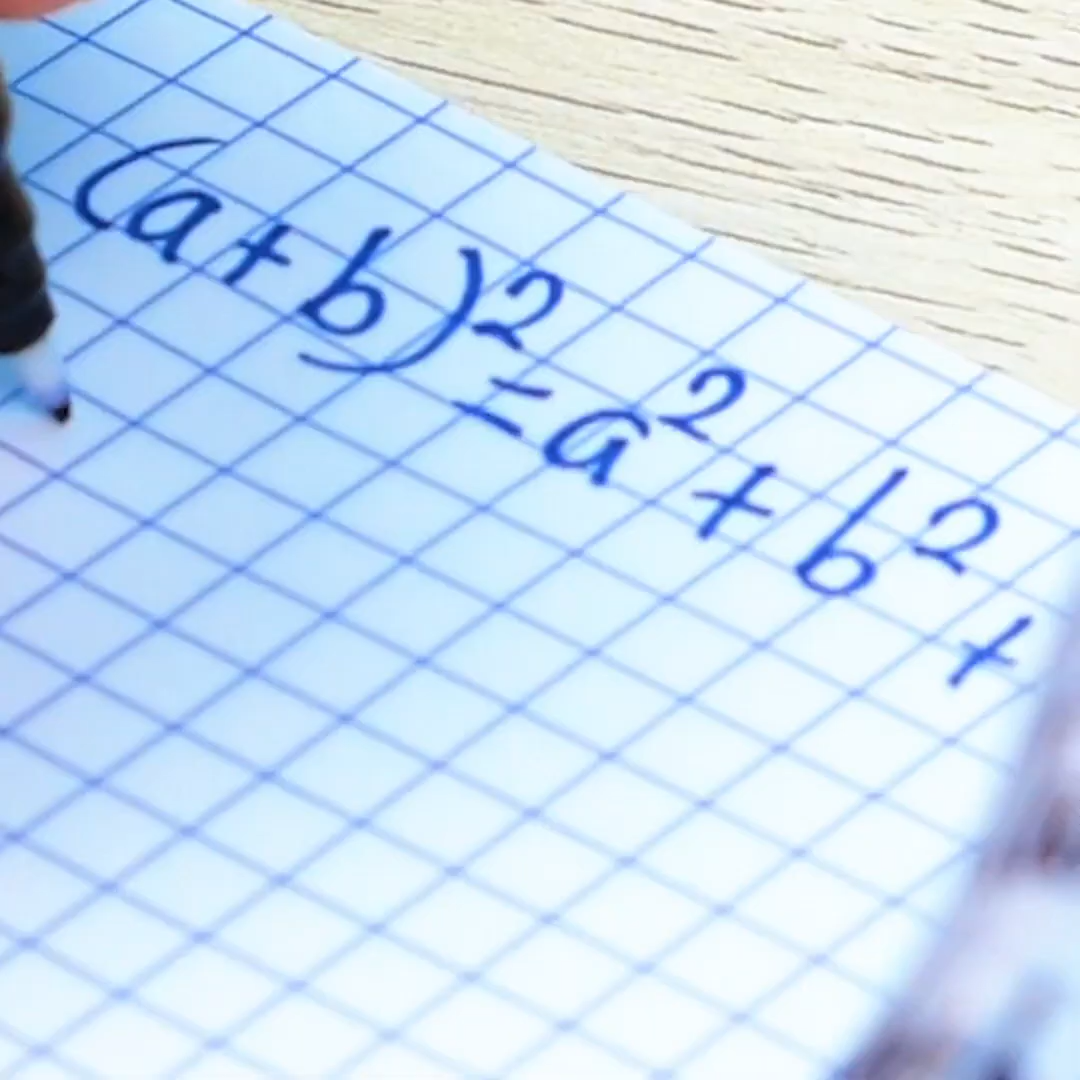 (a+b)² = a² + b² +